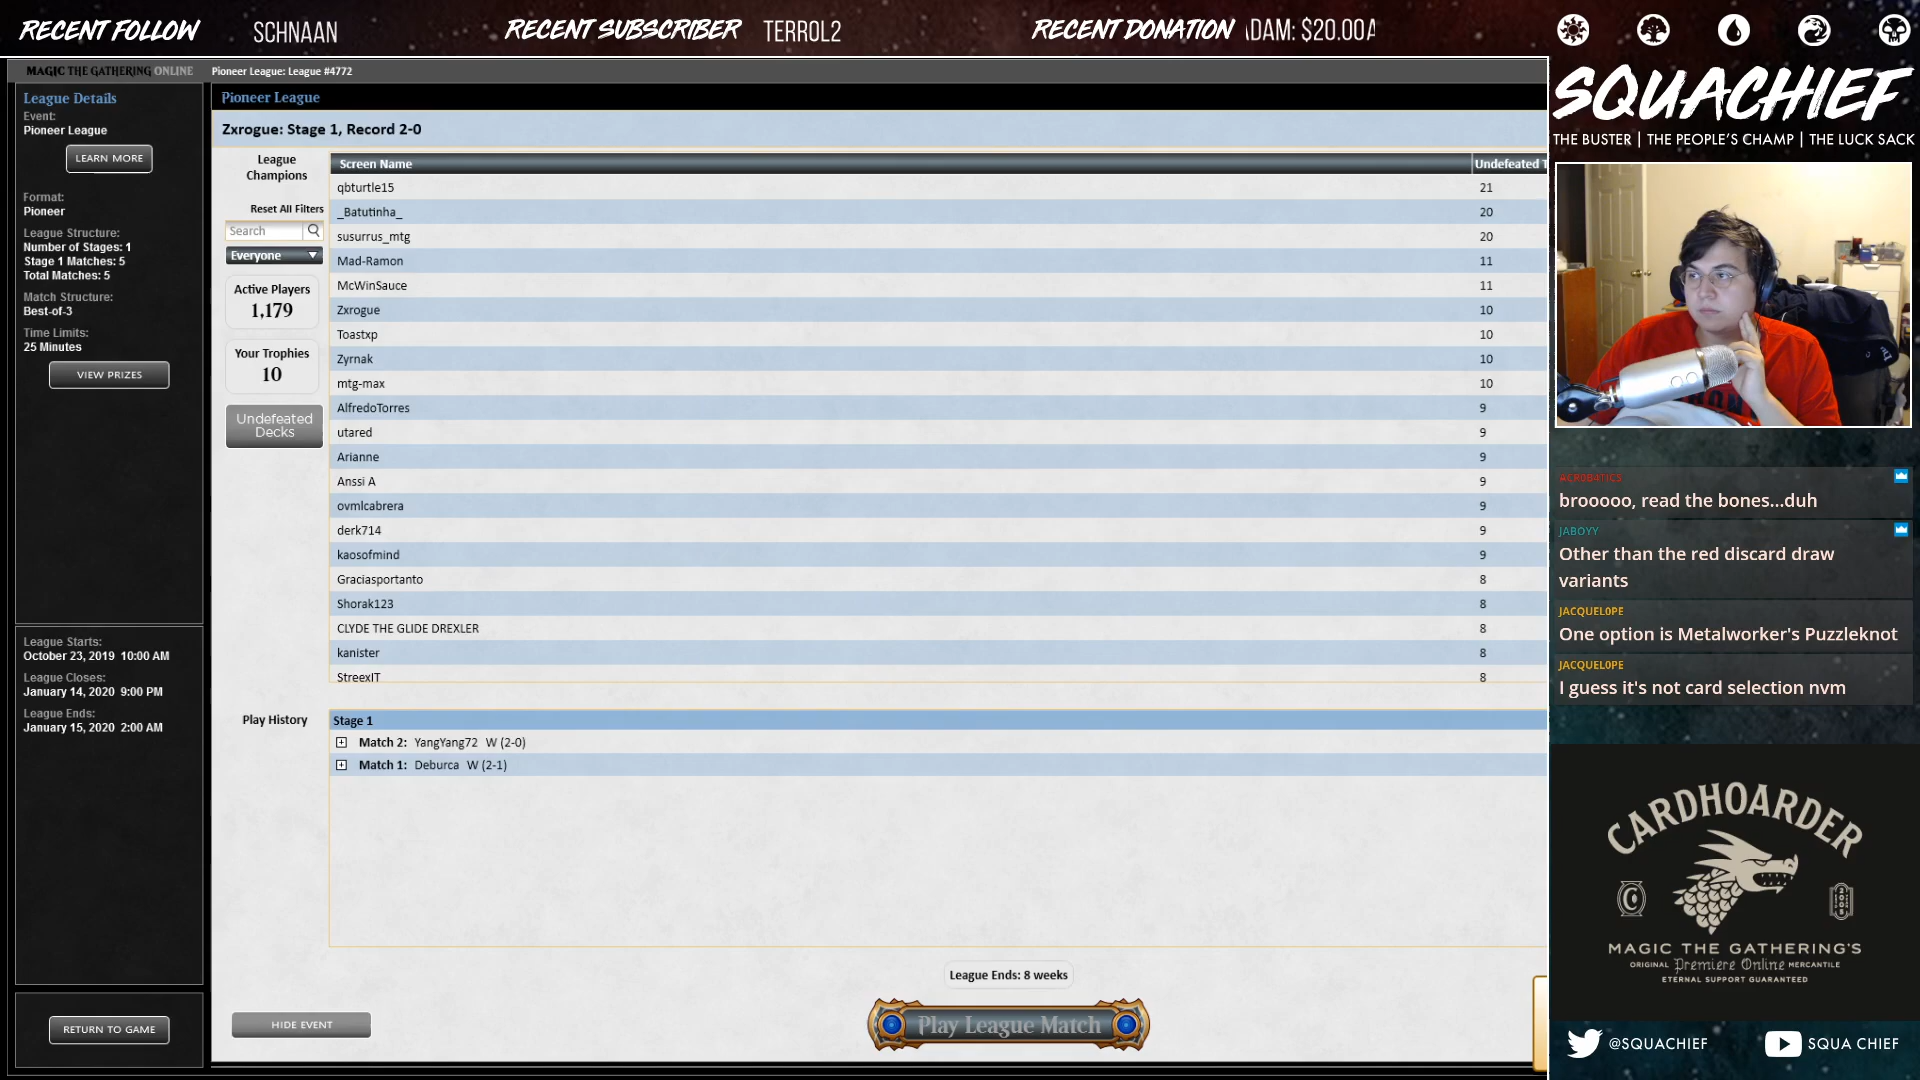 RECENT FOLLOW SCHNAAN RECENT SUBSCRIBER TERROL2 RECENT DONATION DAM: $20.00
MAGIC THE GATHERING ONLINE Pioneer League: League #4772
League Details
Event:
Pioneer League
LEARN MORE
Format:
Pioneer
League Structure:
Number of Stages: 1
Stage 1 Matches: 5
Total Matches: 5
Match Structure:
Best-of-3
Time Limits:
25 Minutes
VIEW PRIZES
League Starts:
October 23, 2019 10:00 AM
League Closes:
January 14, 2020 9:00 PM
League Ends:
January 15, 2020 2:00 AM
RETURN TO GAME
Pioneer League
Zxrogue: Stage 1, Record 2-0
League
Champions
Reset All Filters
Search
Everyone
Active Players
1,179
Your Trophies
10
Undefeated
Decks
Screen Name Undefeated T
qbturtle15 21
_Batutinha_ 20
susurrus_mtg 20
Mad-Ramon 11
McWinSauce 11
Zxrogue 10
Toastxp 10
Zyrnak 10
mtg-max 10
AlfredoTorres 9
utared 9
Arianne 9
Anssi A 9
ovmlcabrera 9
derk714 9
kaosofmind 9
Graciasportanto 8
Shorak123 8
CLYDE THE GLIDE DREXLER 8
kanister 8
StreexIT 8
Play History
Stage 1
Match 2: YangYang72 W (2-0)
Match 1: Deburca W (2-1)
League Ends: 8 weeks
HIDE EVENT
Play League Match
SQUACHIEF
THE BUSTER | THE PEOPLE'S CHAMP | THE LUCK SACK
ACR0B4TICS
brooooo, read the bones...duh
JABOYY
Other than the red discard draw
variants
JACQUEL0PE
One option is Metalworker's Puzzleknot
JACQUEL0PE
I guess it's not card selection nvm
CARDHOARDER
MAGIC THE GATHERING'S
ORIGINAL Premiere Online MERCANTILE
ETERNAL SUPPORT GUARANTEED
@SQUACHIEF SQUA CHIEF